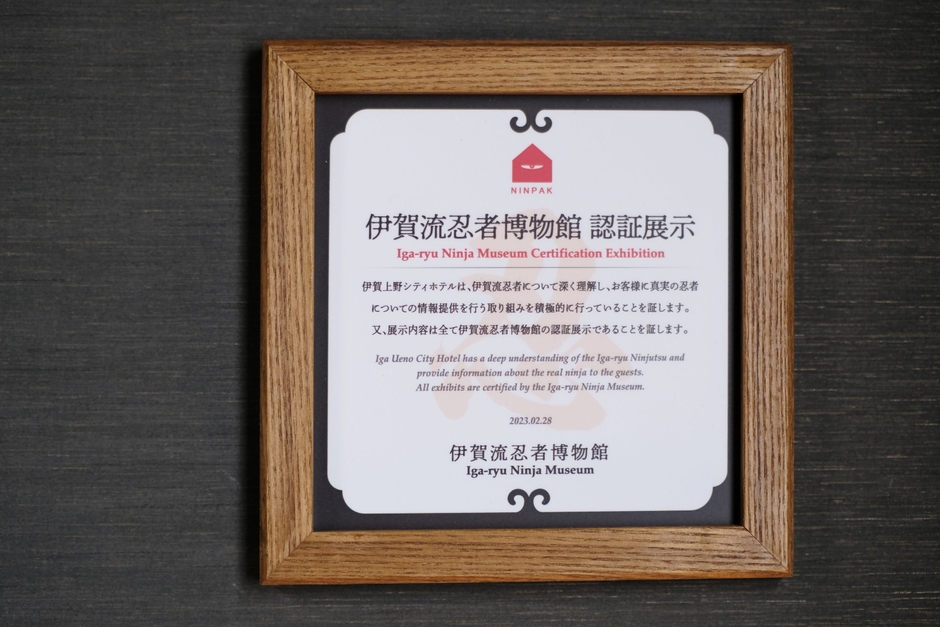 NINPAK
伊賀流忍者博物館 認証展示
Iga-ryu Ninja Museum Certification Exhibition
伊賀上野シティホテルは、伊賀流忍者について深く理解し、お客様に真実の忍者
についての情報提供を行う取り組みを積極的に行っていることを証します。
又、展示内容は全て伊賀流忍者博物館の認証展示であることを証します。
Iga Ueno City Hotel has a deep understanding of the Iga-ryu Ninjutsu and
provide information about the real ninja to the guests.
All exhibits are certified by the Iga-ryu Ninja Museum.
2023.02.28
伊賀流忍者博物館
Iga-ryu Ninja Museum